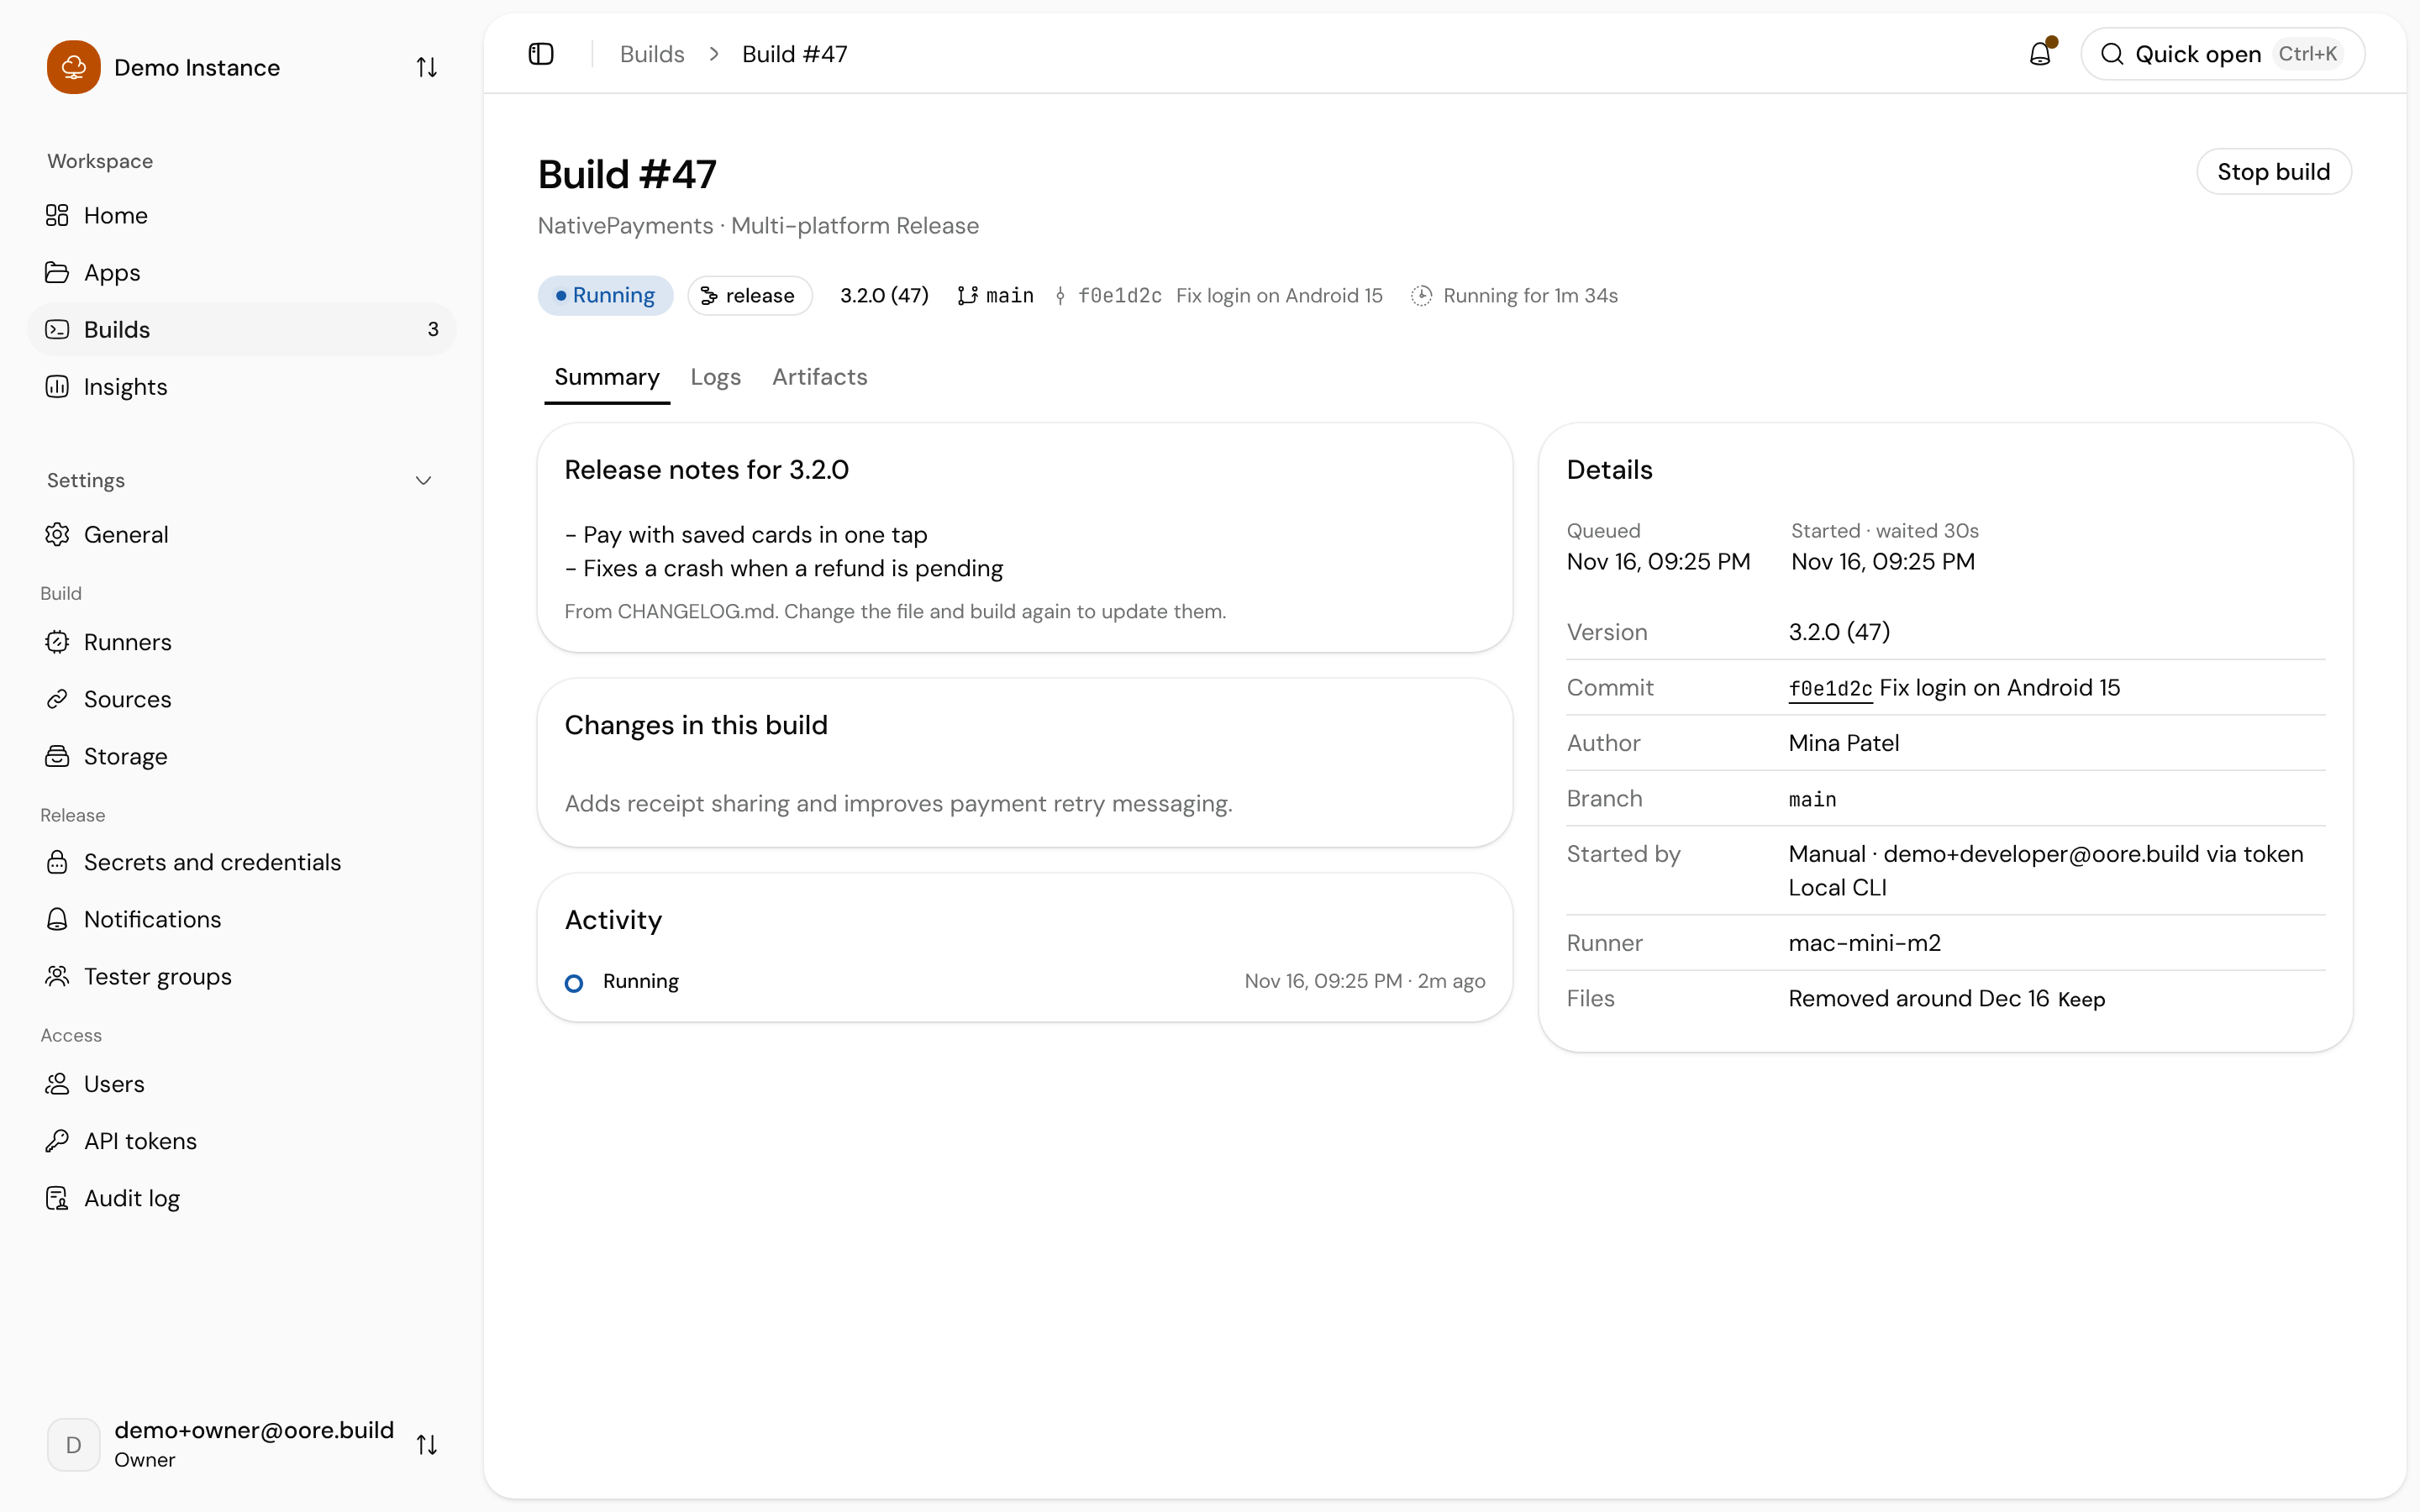 Demo Instance
Workspace
Home
Apps
Builds 3
Insights
Settings
General
Build
Runners
Sources
Storage
Release
Secrets and credentials
Notifications
Tester groups
Access
Users
API tokens
Audit log
D
demo+owner@oore.build
Owner
Builds > Build #47
Quick open Ctrl+K
Build #47
Stop build
NativePayments · Multi-platform Release
Running release 3.2.0 (47) main f0e1d2c Fix login on Android 15 Running for 1m 34s
Summary Logs Artifacts
Release notes for 3.2.0
- Pay with saved cards in one tap
- Fixes a crash when a refund is pending
From CHANGELOG.md. Change the file and build again to update them.
Changes in this build
Adds receipt sharing and improves payment retry messaging.
Activity
Running Nov 16, 09:25 PM · 2m ago
Details
Queued Started · waited 30s
Nov 16, 09:25 PM Nov 16, 09:25 PM
Version 3.2.0 (47)
Commit f0e1d2c Fix login on Android 15
Author Mina Patel
Branch main
Started by Manual · demo+developer@oore.build via token
Local CLI
Runner mac-mini-m2
Files Removed around Dec 16 Keep